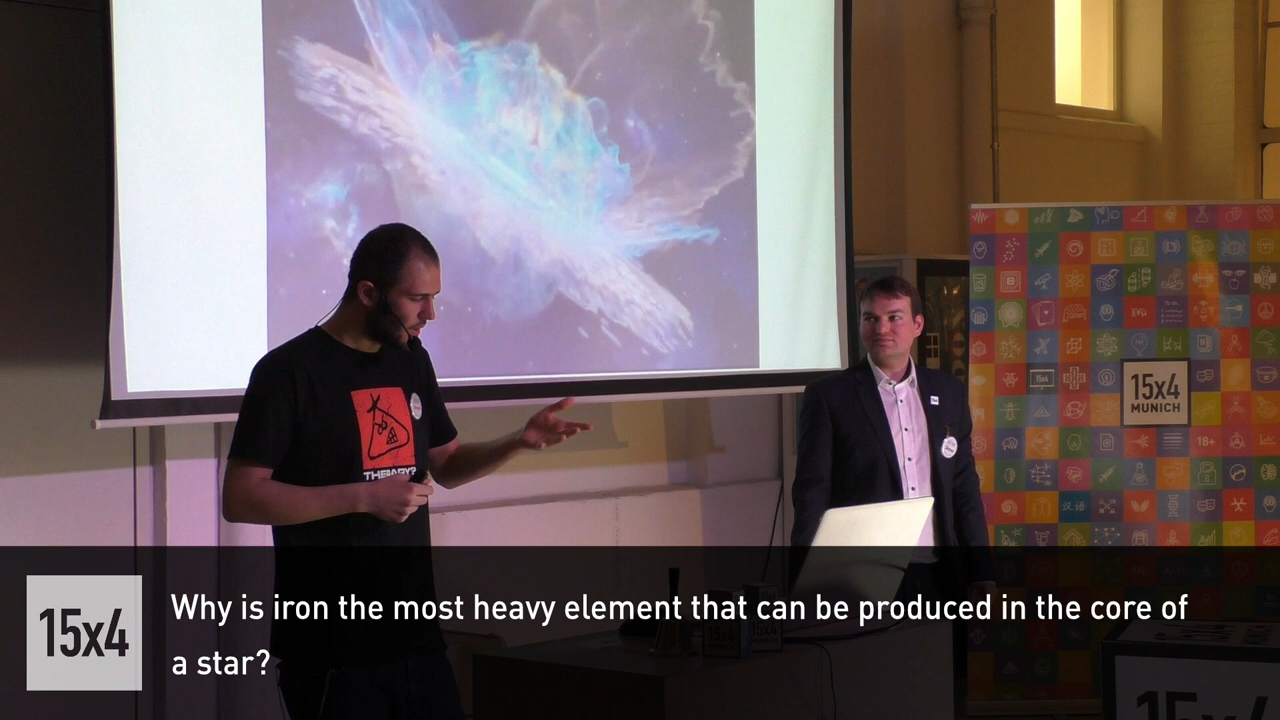 THERAPY?
15x4
MUNICH
18+
15x4
Why is iron the most heavy element that can be produced in the core of
a star?